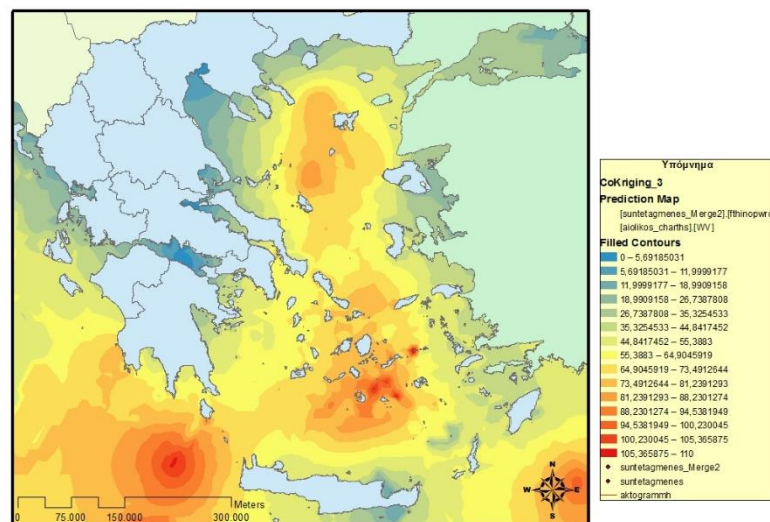 N
W E
S
Meters
0 75.000 150.000 300.000
Υπόμνημα
CoKriging_3
Prediction Map
[suntetagmenes_Merge2].[fthinopwro
[aiolikos_charths].[WV]
Filled Contours
0 – 5,69185031
5,69185031 – 11,9999177
11,9999177 – 18,9909158
18,9909158 – 26,7387808
26,7387808 – 35,3254533
35,3254533 – 44,8417452
44,8417452 – 55,3883
55,3883 – 64,9045919
64,9045919 – 73,4912644
73,4912644 – 81,2391293
81,2391293 – 88,2301274
88,2301274 – 94,5381949
94,5381949 – 100,230045
100,230045 – 105,365875
105,365875 – 110
suntetagmenes_Merge2
suntetagmenes
aktogrammh